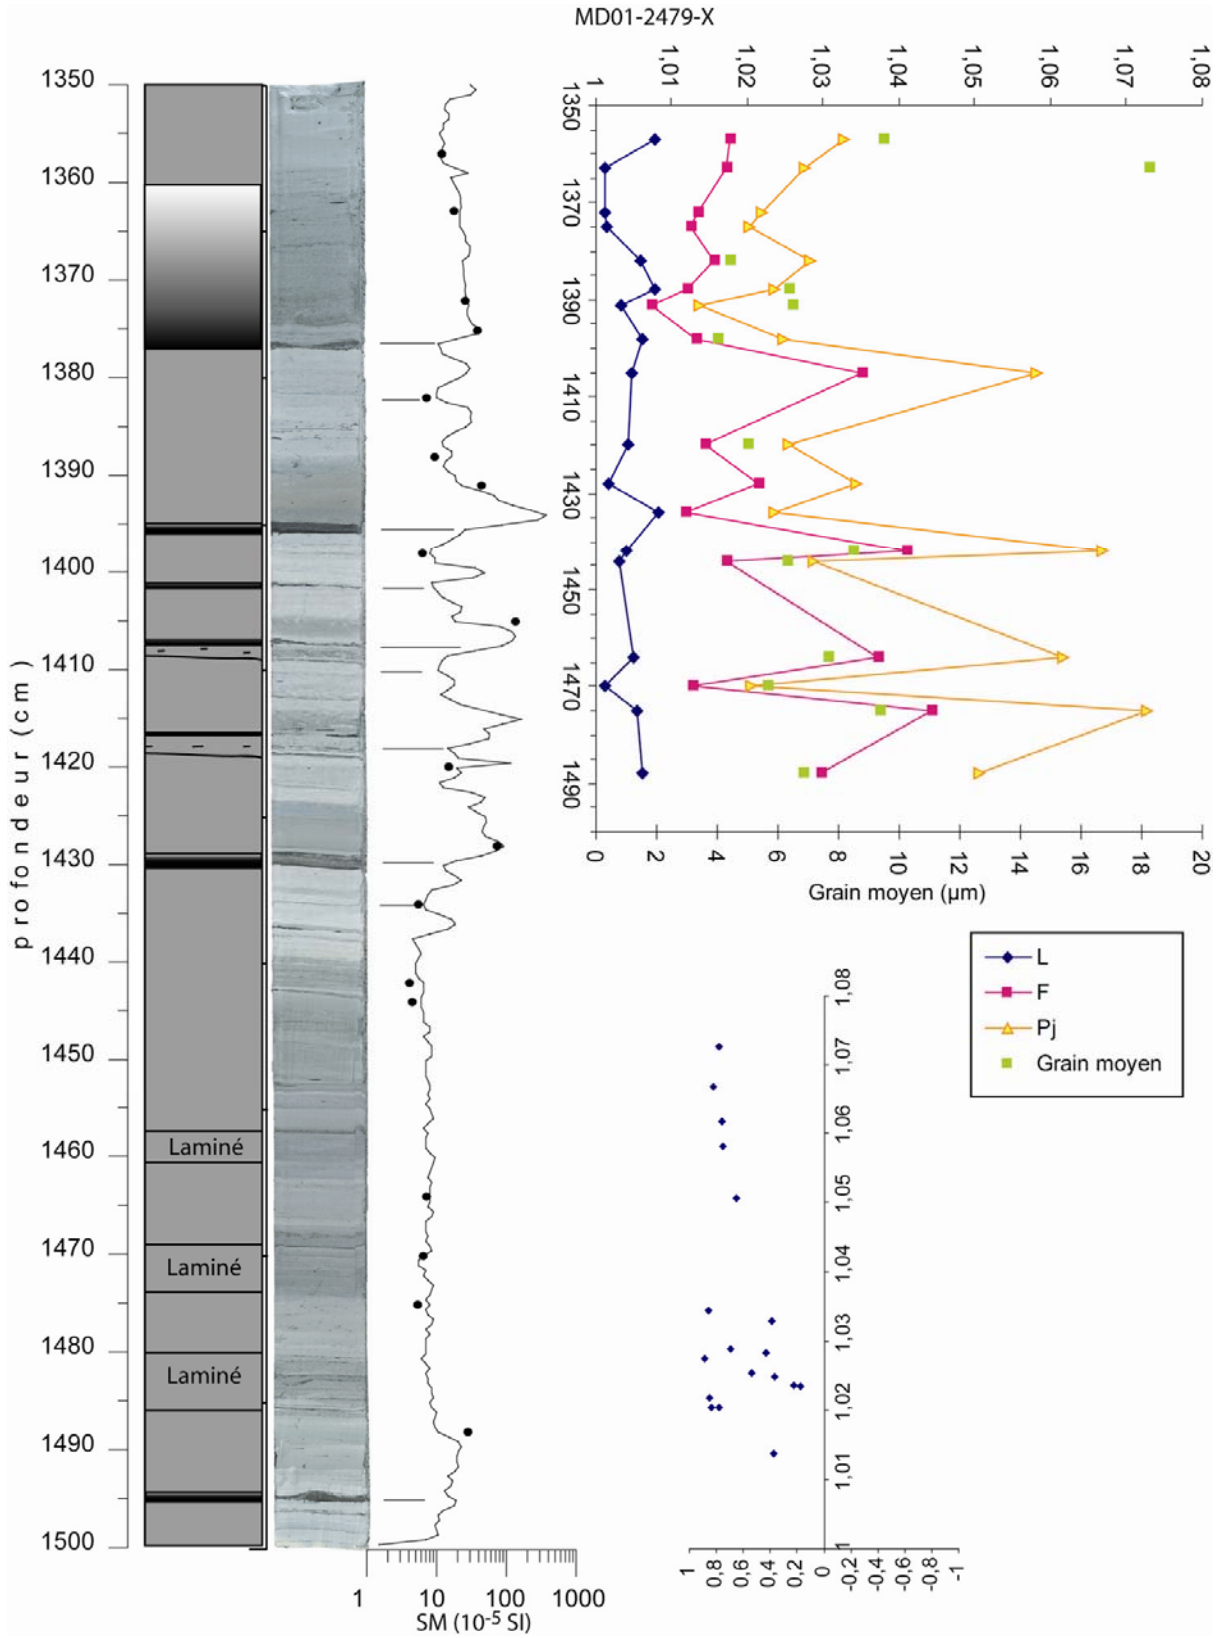 MD01-2479-X
profondeur (cm)
1350
1360
1370
1380
1390
1400
1410
1420
1430
1440
1450
1460
1470
1480
1490
1500
Laminé
Laminé
Laminé
1 10 100 1000
SM (10-5 SI)
1 1,01 1,02 1,03 1,04 1,05 1,06 1,07 1,08
1350
1370
1390
1410
1430
1450
1470
1490
0 2 4 6 8 10 12 14 16 18 20
Grain moyen (µm)
L
F
Pj
Grain moyen
1,08
1,07
1,06
1,05
1,04
1,03
1,02
1,01
1
1 0,8 0,6 0,4 0,2 0 -0,2 -0,4 -0,6 -0,8 -1